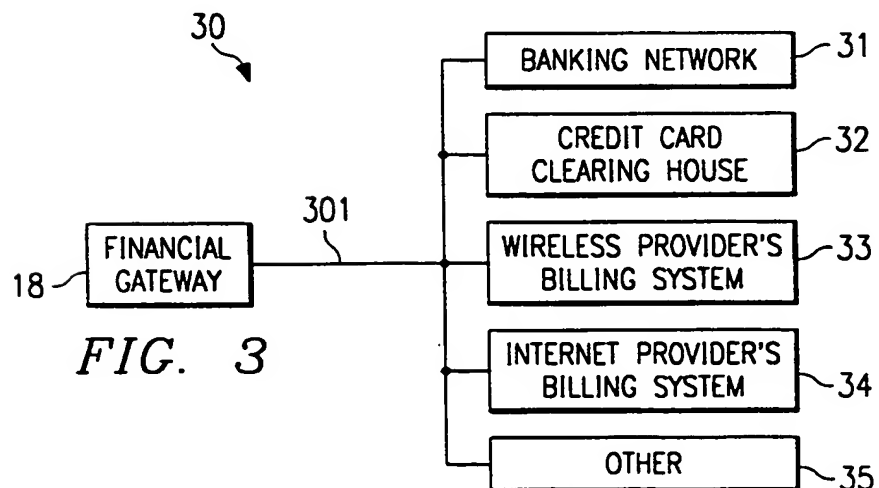 30
BANKING NETWORK
31
CREDIT CARD
CLEARING HOUSE
32
301
FINANCIAL
GATEWAY
18
WIRELESS PROVIDER'S
BILLING SYSTEM
33
FIG. 3
INTERNET PROVIDER'S
BILLING SYSTEM
34
OTHER
35